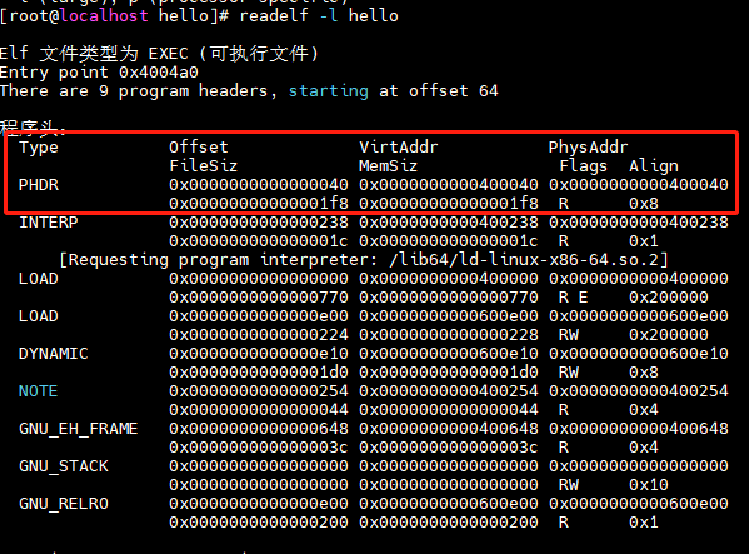 [root@localhost hello]# readelf -l hello
Elf 文件类型为 EXEC (可执行文件)
Entry point 0x4004a0
There are 9 program headers, starting at offset 64
程序头:
Type Offset VirtAddr PhysAddr
FileSiz MemSiz Flags Align
PHDR 0x0000000000000040 0x0000000000400040 0x0000000000400040
0x00000000000001f8 0x00000000000001f8 R 0x8
INTERP 0x0000000000000238 0x0000000000400238 0x0000000000400238
0x000000000000001c 0x000000000000001c R 0x1
[Requesting program interpreter: /lib64/ld-linux-x86-64.so.2]
LOAD 0x0000000000000000 0x0000000000400000 0x0000000000400000
0x0000000000000770 0x0000000000000770 R E 0x200000
LOAD 0x0000000000000e00 0x0000000000600e00 0x0000000000600e00
0x0000000000000224 0x0000000000000228 RW 0x200000
DYNAMIC 0x0000000000000e10 0x0000000000600e10 0x0000000000600e10
0x00000000000001d0 0x00000000000001d0 RW 0x8
NOTE 0x0000000000000254 0x0000000000400254 0x0000000000400254
0x0000000000000044 0x0000000000000044 R 0x4
GNU_EH_FRAME 0x0000000000000648 0x0000000000400648 0x0000000000400648
0x000000000000003c 0x000000000000003c R 0x4
GNU_STACK 0x0000000000000000 0x0000000000000000 0x0000000000000000
0x0000000000000000 0x0000000000000000 RW 0x10
GNU_RELRO 0x0000000000000e00 0x0000000000600e00 0x0000000000600e00
0x0000000000000200 0x0000000000000200 R 0x1